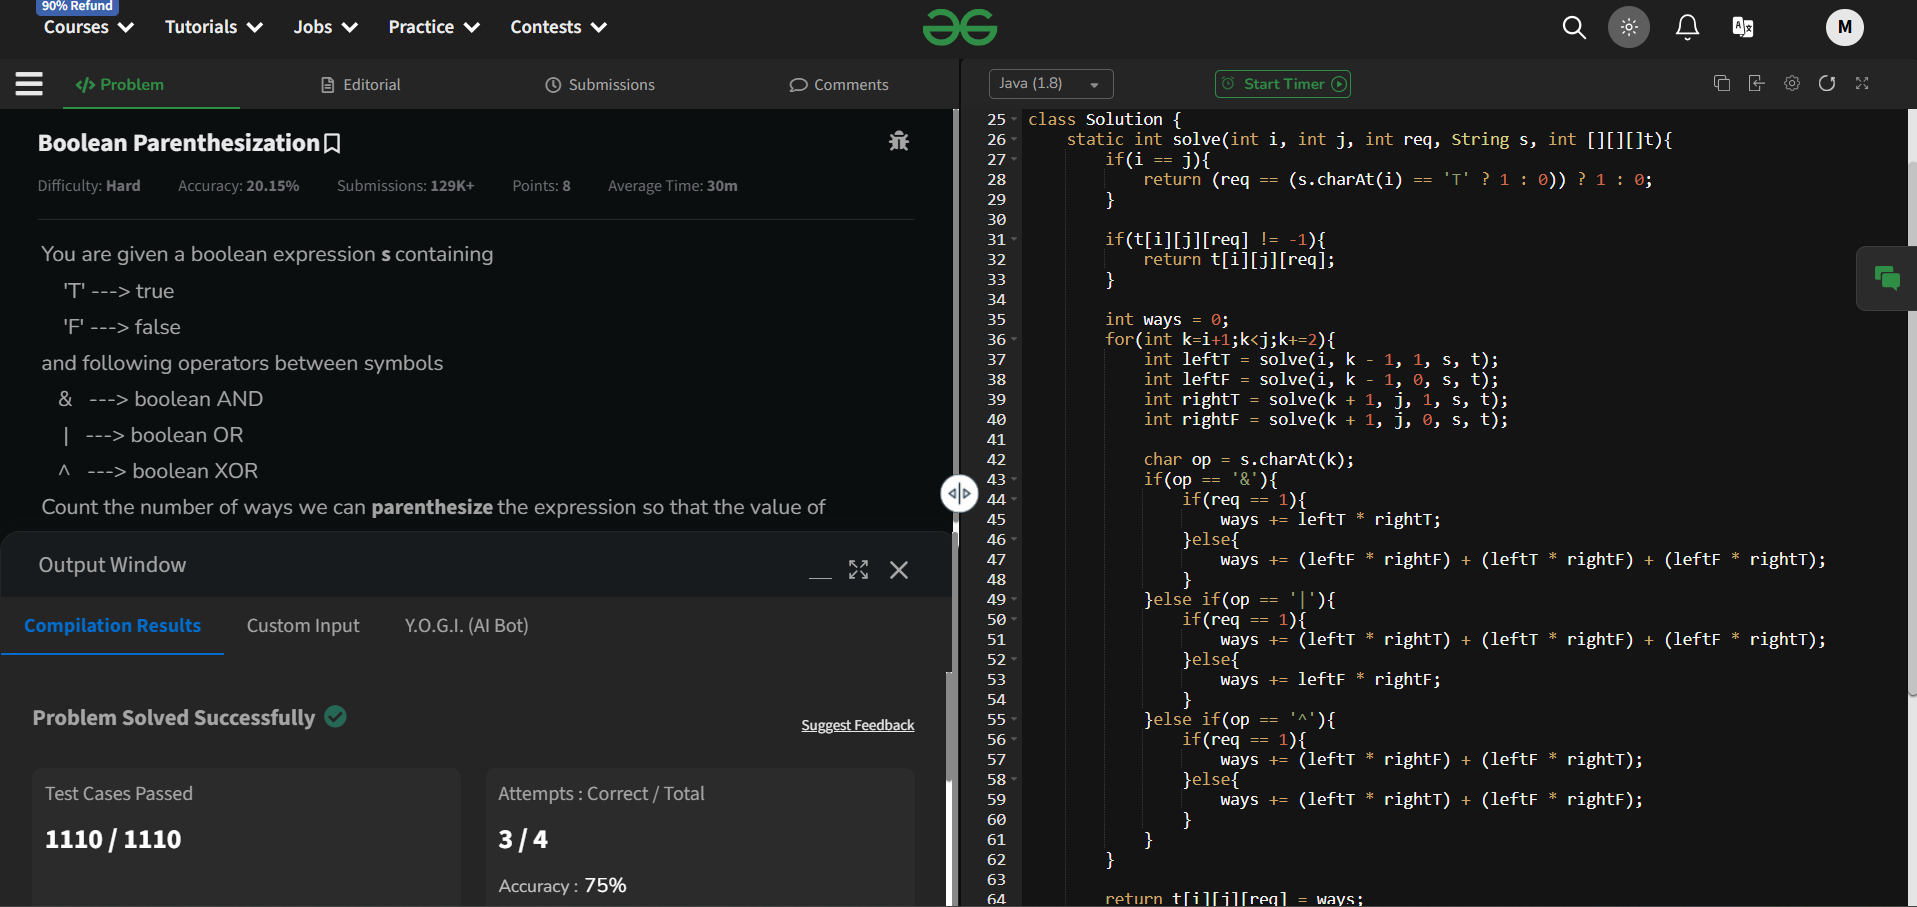 90% Refund
Courses Tutorials Jobs Practice Contests M
Problem Editorial Submissions Comments
Java (1.8) Start Timer
Boolean Parenthesization
Difficulty: Hard Accuracy: 20.15% Submissions: 129K+ Points: 8 Average Time: 30m
You are given a boolean expression s containing
'T' ---> true
'F' ---> false
and following operators between symbols
& ---> boolean AND
| ---> boolean OR
^ ---> boolean XOR
Count the number of ways we can parenthesize the expression so that the value of
Output Window
Compilation Results Custom Input Y.O.G.I. (AI Bot)
Problem Solved Successfully
Suggest Feedback
Test Cases Passed
1110 / 1110
Attempts : Correct / Total
3 / 4
Accuracy : 75%
25 class Solution {
26 static int solve(int i, int j, int req, String s, int [][][]t){
27 if(i == j){
28 return (req == (s.charAt(i) == 'T' ? 1 : 0)) ? 1 : 0;
29 }
30
31 if(t[i][j][req] != -1){
32 return t[i][j][req];
33 }
34
35 int ways = 0;
36 for(int k=i+1;k<j;k+=2){
37 int leftT = solve(i, k - 1, 1, s, t);
38 int leftF = solve(i, k - 1, 0, s, t);
39 int rightT = solve(k + 1, j, 1, s, t);
40 int rightF = solve(k + 1, j, 0, s, t);
41
42 char op = s.charAt(k);
43 if(op == '&'){
44 if(req == 1){
45 ways += leftT * rightT;
46 }else{
47 ways += (leftF * rightF) + (leftT * rightF) + (leftF * rightT);
48 }
49 }else if(op == '|'){
50 if(req == 1){
51 ways += (leftT * rightT) + (leftT * rightF) + (leftF * rightT);
52 }else{
53 ways += leftF * rightF;
54 }
55 }else if(op == '^'){
56 if(req == 1){
57 ways += (leftT * rightF) + (leftF * rightT);
58 }else{
59 ways += (leftT * rightT) + (leftF * rightF);
60 }
61 }
62 }
63
64 return t[i][j][req] = ways;